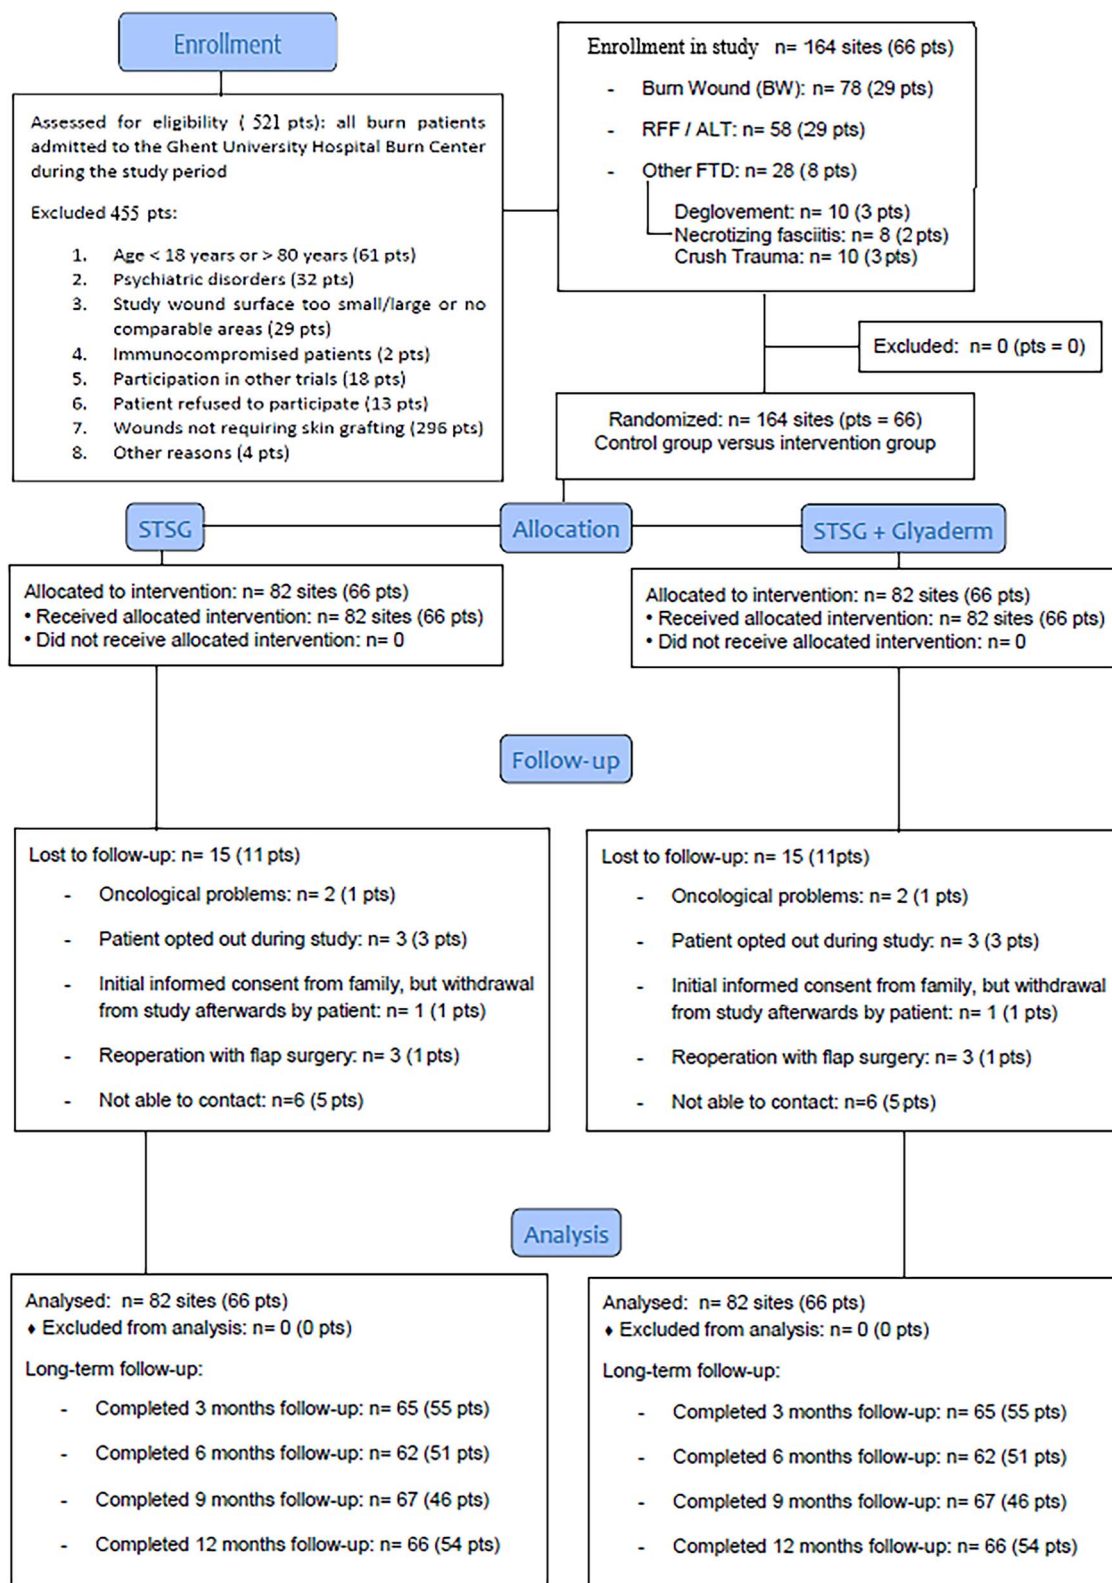 Enrollment
Assessed for eligibility ( 521 pts): all burn patients
admitted to the Ghent University Hospital Burn Center
during the study period
Excluded 455 pts:
1. Age < 18 years or > 80 years (61 pts)
2. Psychiatric disorders (32 pts)
3. Study wound surface too small/large or no
comparable areas (29 pts)
4. Immunocompromised patients (2 pts)
5. Participation in other trials (18 pts)
6. Patient refused to participate (13 pts)
7. Wounds not requiring skin grafting (296 pts)
8. Other reasons (4 pts)
Enrollment in study n= 164 sites (66 pts)
- Burn Wound (BW): n= 78 (29 pts)
- RFF / ALT: n= 58 (29 pts)
- Other FTD: n= 28 (8 pts)
Deglovement: n= 10 (3 pts)
Necrotizing fasciitis: n= 8 (2 pts)
Crush Trauma: n= 10 (3 pts)
Excluded: n= 0 (pts = 0)
Randomized: n= 164 sites (pts = 66)
Control group versus intervention group
STSG
Allocation
STSG + Glyaderm
Allocated to intervention: n= 82 sites (66 pts)
• Received allocated intervention: n= 82 sites (66 pts)
• Did not receive allocated intervention: n= 0
Allocated to intervention: n= 82 sites (66 pts)
• Received allocated intervention: n= 82 sites (66 pts)
• Did not receive allocated intervention: n= 0
Follow-up
Lost to follow-up: n= 15 (11 pts)
- Oncological problems: n= 2 (1 pts)
- Patient opted out during study: n= 3 (3 pts)
- Initial informed consent from family, but withdrawal
from study afterwards by patient: n= 1 (1 pts)
- Reoperation with flap surgery: n= 3 (1 pts)
- Not able to contact: n=6 (5 pts)
Lost to follow-up: n= 15 (11pts)
- Oncological problems: n= 2 (1 pts)
- Patient opted out during study: n= 3 (3 pts)
- Initial informed consent from family, but withdrawal
from study afterwards by patient: n= 1 (1 pts)
- Reoperation with flap surgery: n= 3 (1 pts)
- Not able to contact: n=6 (5 pts)
Analysis
Analysed: n= 82 sites (66 pts)
♦ Excluded from analysis: n= 0 (0 pts)
Long-term follow-up:
- Completed 3 months follow-up: n= 65 (55 pts)
- Completed 6 months follow-up: n= 62 (51 pts)
- Completed 9 months follow-up: n= 67 (46 pts)
- Completed 12 months follow-up: n= 66 (54 pts)
Analysed: n= 82 sites (66 pts)
♦ Excluded from analysis: n= 0 (0 pts)
Long-term follow-up:
- Completed 3 months follow-up: n= 65 (55 pts)
- Completed 6 months follow-up: n= 62 (51 pts)
- Completed 9 months follow-up: n= 67 (46 pts)
- Completed 12 months follow-up: n= 66 (54 pts)